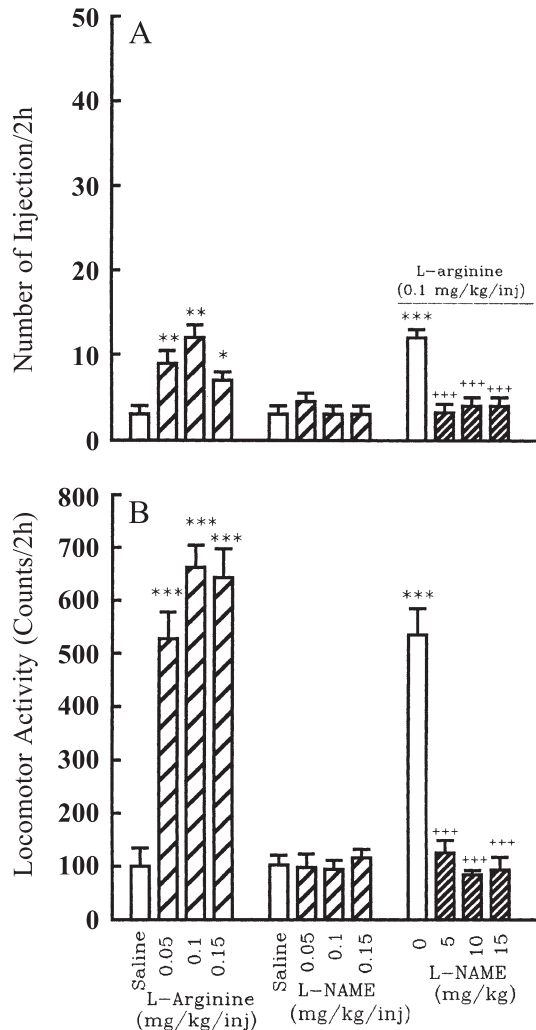 A
Number of Injection/2h
50
40
30
20
10
0
L-arginine
(0.1 mg/kg/inj)
** ** * *** +++ +++ +++
B
Locomotor Activity (Counts/2h)
800
700
600
500
400
300
200
100
0
*** *** *** *** +++ +++ +++
Saline 0.05 0.1 0.15 Saline 0.05 0.1 0.15 0 5 10 15
L-Arginine L-NAME L-NAME
(mg/kg/inj) (mg/kg/inj) (mg/kg)